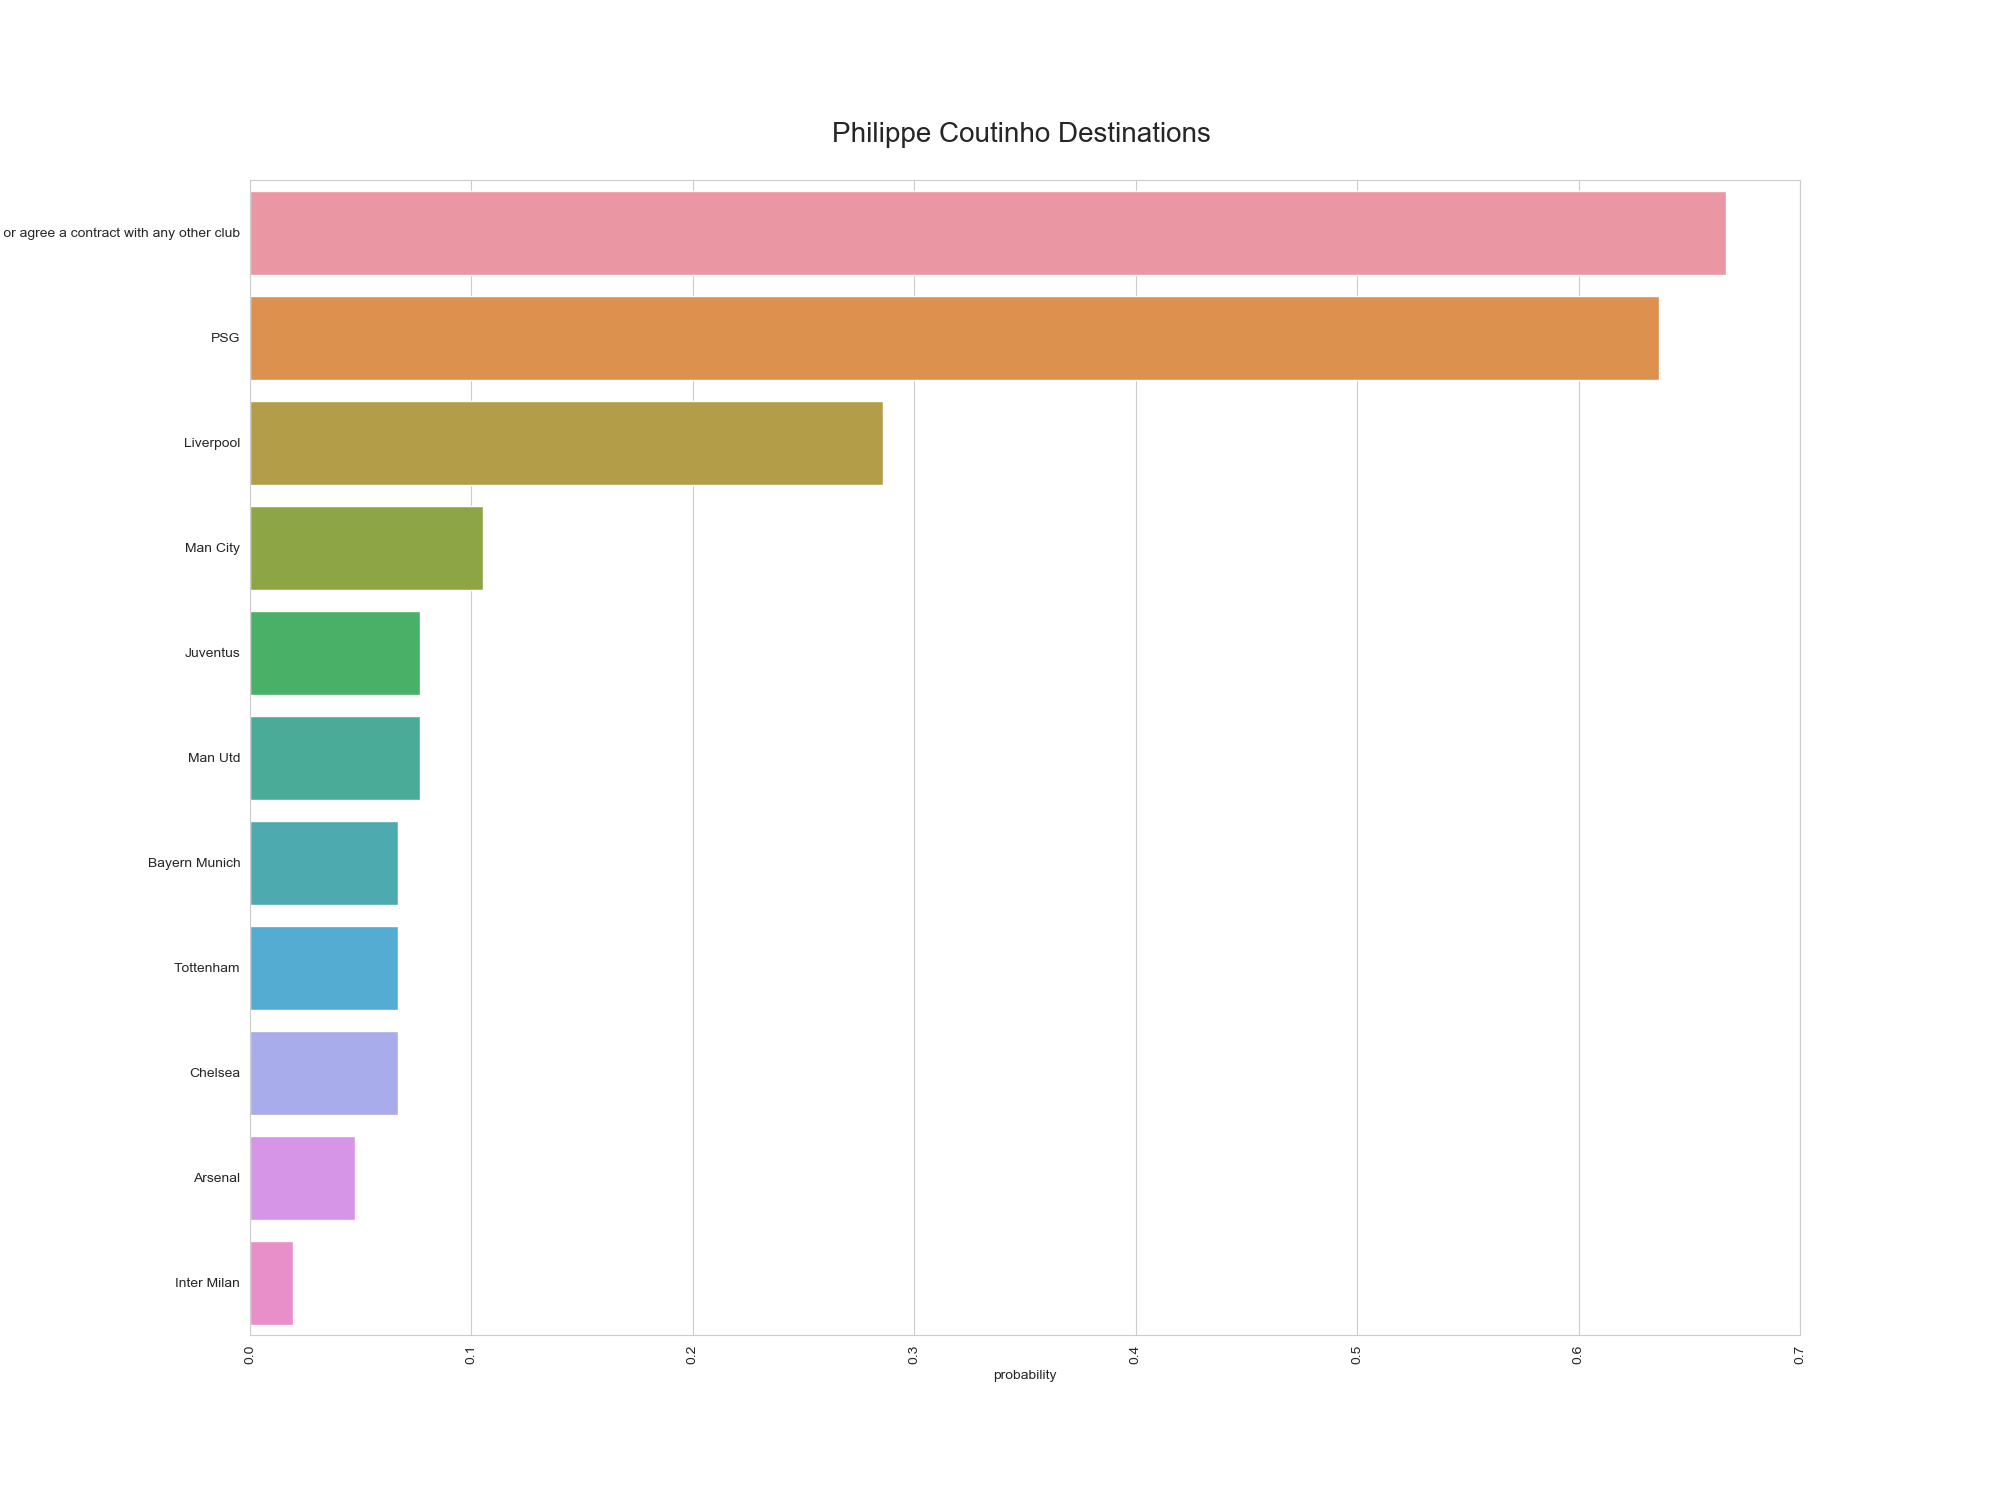 Philippe Coutinho Destinations
or agree a contract with any other club
PSG
Liverpool
Man City
Juventus
Man Utd
Bayern Munich
Tottenham
Chelsea
Arsenal
Inter Milan
0.0 0.1 0.2 0.3 0.4 0.5 0.6 0.7
probability